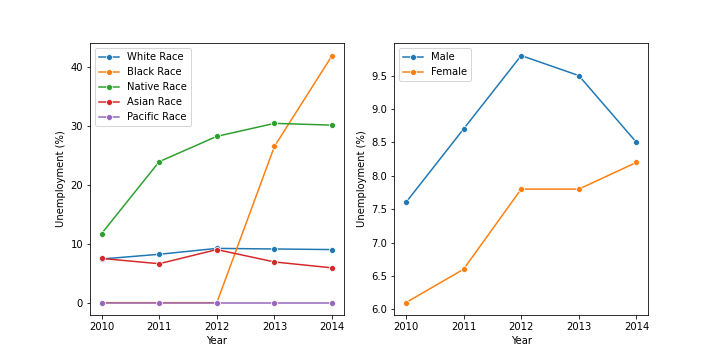 White Race
Black Race
Native Race
Asian Race
Pacific Race
40
30
20
10
0
Unemployment (%)
2010 2011 2012 2013 2014
Year
Male
Female
9.5
9.0
8.5
8.0
7.5
7.0
6.5
6.0
Unemployment (%)
2010 2011 2012 2013 2014
Year